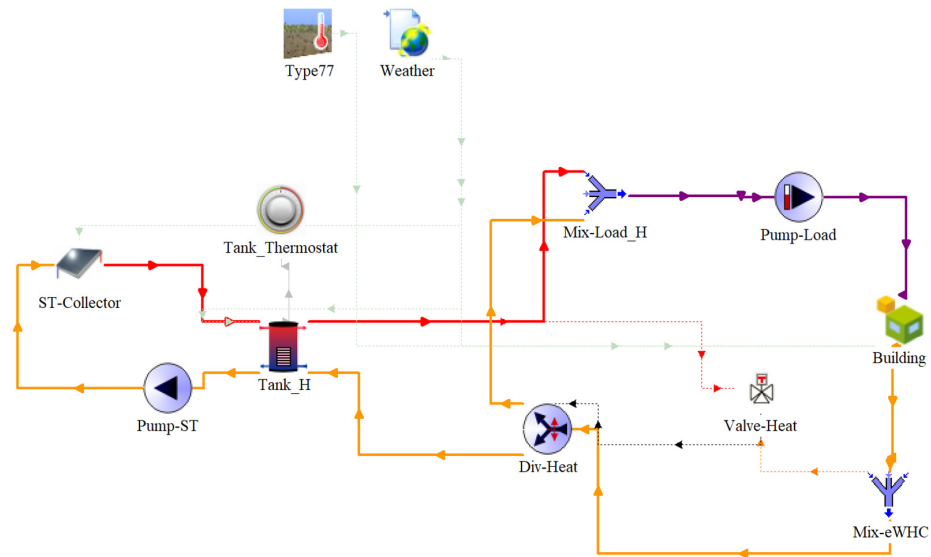 Type77
Weather
Tank_Thermostat
Mix-Load_H
Pump-Load
ST-Collector
Building
Tank_H
Pump-ST
Valve-Heat
Div-Heat
Mix-eWHC